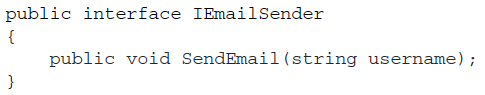 public interface IEmailSender
{
    public void SendEmail(string username);
}